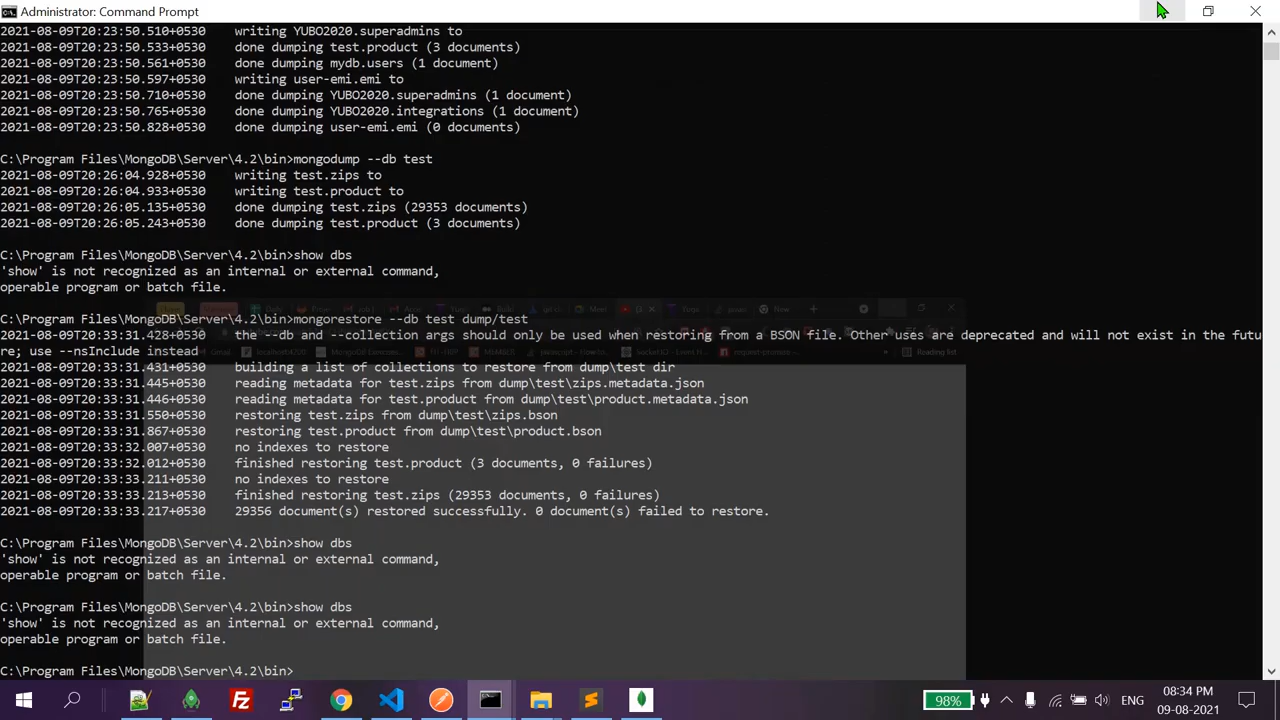 Administrator: Command Prompt
2021-08-09T20:23:50.510+0530    writing YUBO2020.superadmins to
2021-08-09T20:23:50.533+0530    done dumping test.product (3 documents)
2021-08-09T20:23:50.561+0530    done dumping mydb.users (1 document)
2021-08-09T20:23:50.597+0530    writing user-emi.emi to
2021-08-09T20:23:50.710+0530    done dumping YUBO2020.superadmins (1 document)
2021-08-09T20:23:50.765+0530    done dumping YUBO2020.integrations (1 document)
2021-08-09T20:23:50.828+0530    done dumping user-emi.emi (0 documents)
C:\Program Files\MongoDB\Server\4.2\bin>mongodump --db test
2021-08-09T20:26:04.928+0530    writing test.zips to
2021-08-09T20:26:04.933+0530    writing test.product to
2021-08-09T20:26:05.135+0530    done dumping test.zips (29353 documents)
2021-08-09T20:26:05.243+0530    done dumping test.product (3 documents)
C:\Program Files\MongoDB\Server\4.2\bin>show dbs
'show' is not recognized as an internal or external command,
operable program or batch file.
C:\Program Files\MongoDB\Server\4.2\bin>mongorestore --db test dump/test
2021-08-09T20:33:31.428+0530    the --db and --collection args should only be used when restoring from a BSON file. Other uses are deprecated and will not exist in the futu
re; use --nsInclude instead
2021-08-09T20:33:31.431+0530    building a list of collections to restore from dump\test dir
2021-08-09T20:33:31.445+0530    reading metadata for test.zips from dump\test\zips.metadata.json
2021-08-09T20:33:31.446+0530    reading metadata for test.product from dump\test\product.metadata.json
2021-08-09T20:33:31.550+0530    restoring test.zips from dump\test\zips.bson
2021-08-09T20:33:31.867+0530    restoring test.product from dump\test\product.bson
2021-08-09T20:33:32.007+0530    no indexes to restore
2021-08-09T20:33:32.012+0530    finished restoring test.product (3 documents, 0 failures)
2021-08-09T20:33:33.211+0530    no indexes to restore
2021-08-09T20:33:33.213+0530    finished restoring test.zips (29353 documents, 0 failures)
2021-08-09T20:33:33.217+0530    29356 document(s) restored successfully. 0 document(s) failed to restore.
C:\Program Files\MongoDB\Server\4.2\bin>show dbs
'show' is not recognized as an internal or external command,
operable program or batch file.
C:\Program Files\MongoDB\Server\4.2\bin>show dbs
'show' is not recognized as an internal or external command,
operable program or batch file.
C:\Program Files\MongoDB\Server\4.2\bin>
98%
ENG
08:34 PM
09-08-2021